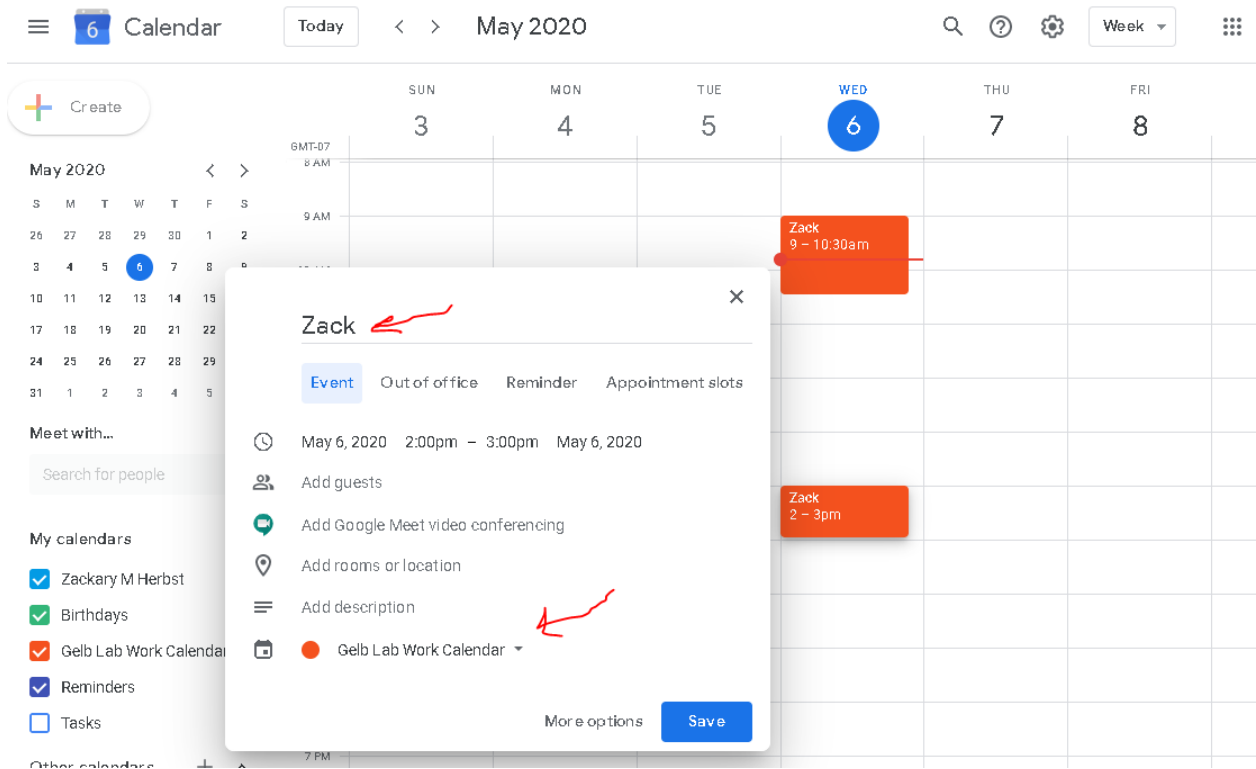 6 Calendar Today May 2020 Week
Create
SUN MON TUE WED THU FRI
3 4 5 6 7 8
GMT-07
8 AM
9 AM
May 2020
S M T W T F S
26 27 28 29 30 1 2
3 4 5 6 7 8 9
10 11 12 13 14 15
17 18 19 20 21 22
24 25 26 27 28 29
31 1 2 3 4 5
Meet with...
Search for people
My calendars
Zackary M Herbst
Birthdays
Gelb Lab Work Calendar
Reminders
Tasks
Other calendars
Zack
Event Out of office Reminder Appointment slots
May 6, 2020 2:00pm – 3:00pm May 6, 2020
Add guests
Add Google Meet video conferencing
Add rooms or location
Add description
Gelb Lab Work Calendar
More options Save
Zack
9 – 10:30am
Zack
2 – 3pm
7 PM